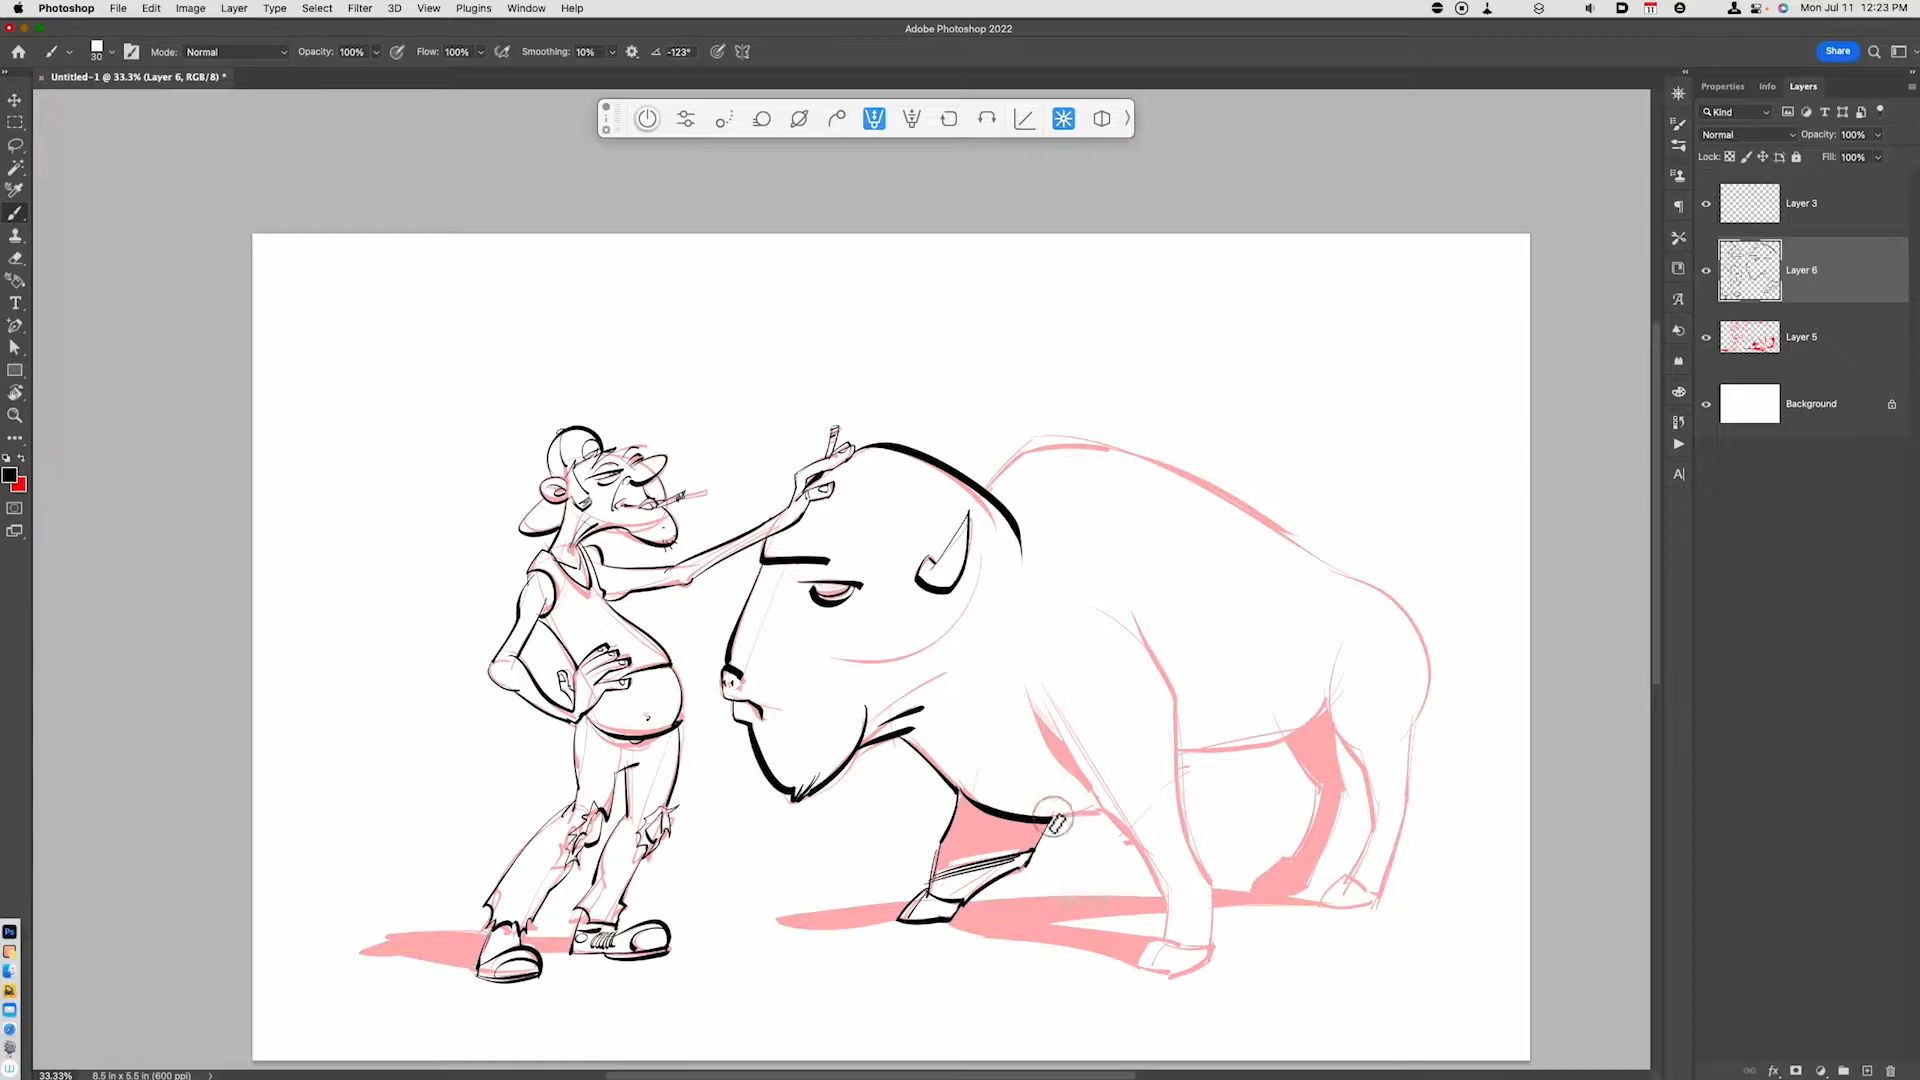 Photoshop File Edit Image Layer Type Select Filter 3D View Plugins Window Help Mon Jul 11 12:23 PM
Adobe Photoshop 2022
30 Mode: Normal Opacity: 100% Flow: 100% Smoothing: 10% -123° Share
Untitled-1 @ 33.3% (Layer 6, RGB/8) *
Properties Info Layers
Kind
Normal Opacity: 100%
Lock: Fill: 100%
Layer 3
Layer 6
Layer 5
Background
33.33% 8.5 in x 5.5 in (600 ppi)